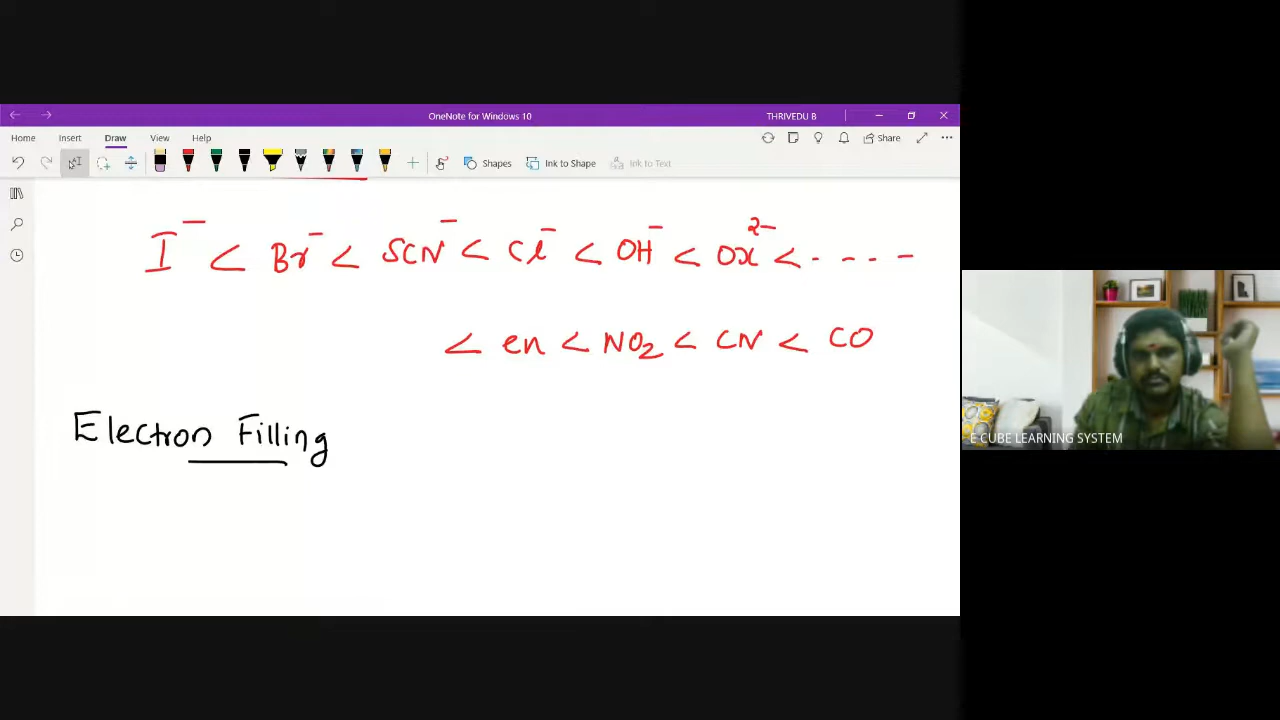 OneNote for Windows 10
THRIVEDU B
Home Insert Draw View Help
Share
Shapes Ink to Shape Ink to Text
I⁻ < Br⁻ < SCN⁻ < Cl⁻ < OH⁻ < Ox²⁻ < - - - -
< en < NO₂ < CN < CO
Electron Filling
E CUBE LEARNING SYSTEM